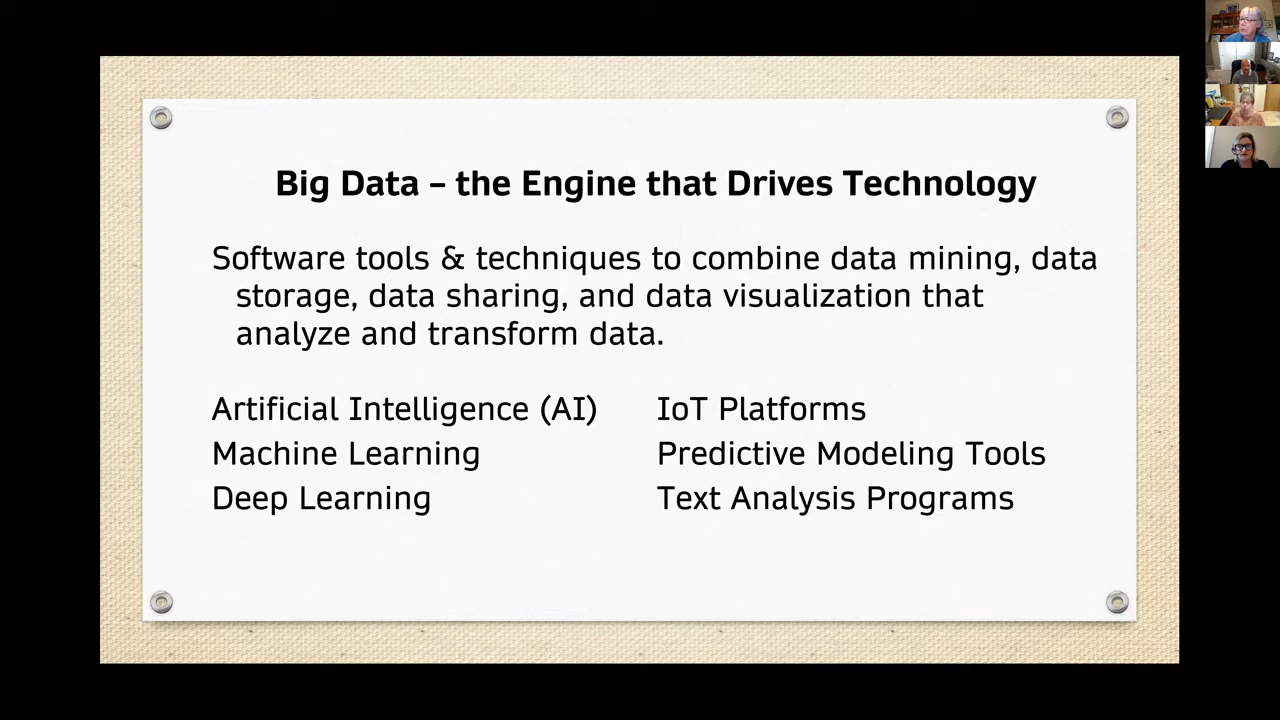 Big Data – the Engine that Drives Technology
Software tools & techniques to combine data mining, data
storage, data sharing, and data visualization that
analyze and transform data.
Artificial Intelligence (AI)
Machine Learning
Deep Learning
IoT Platforms
Predictive Modeling Tools
Text Analysis Programs